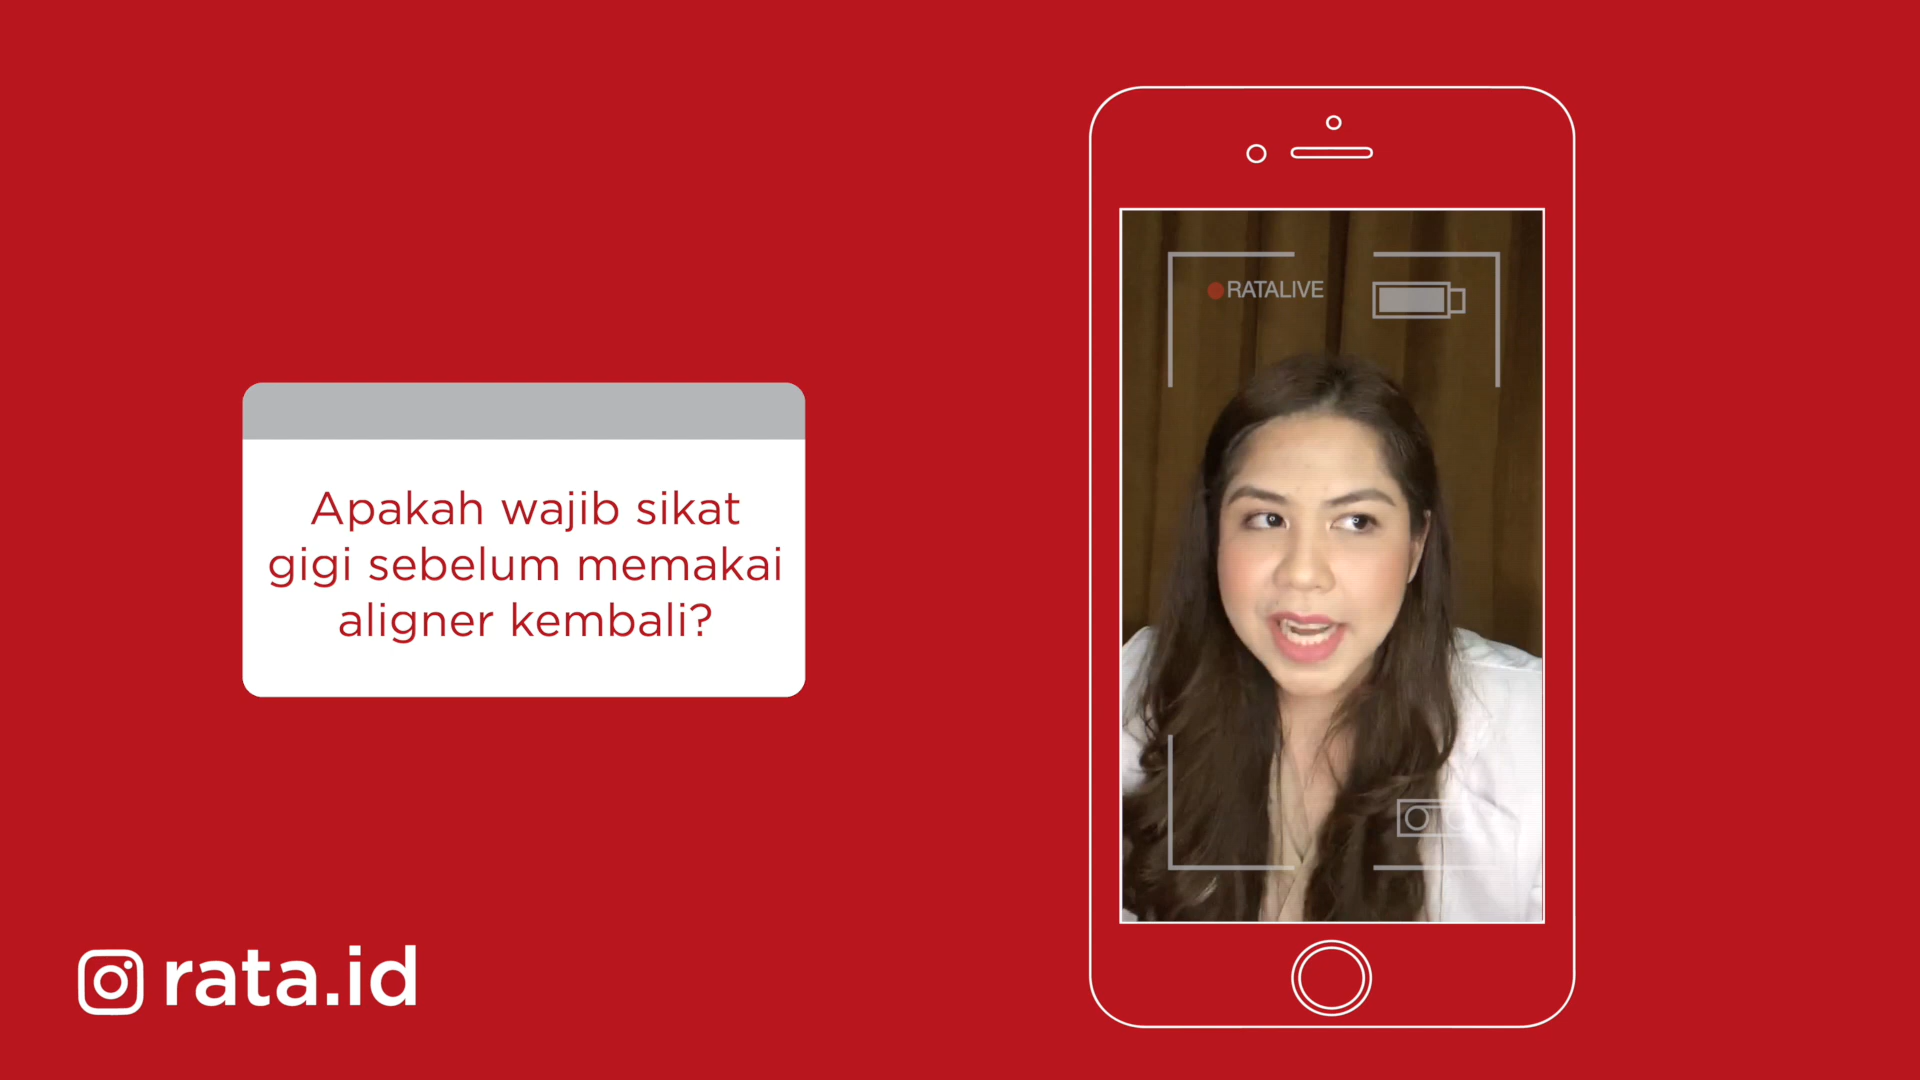 Apakah wajib sikat
gigi sebelum memakai
aligner kembali?
RATALIVE
rata.id